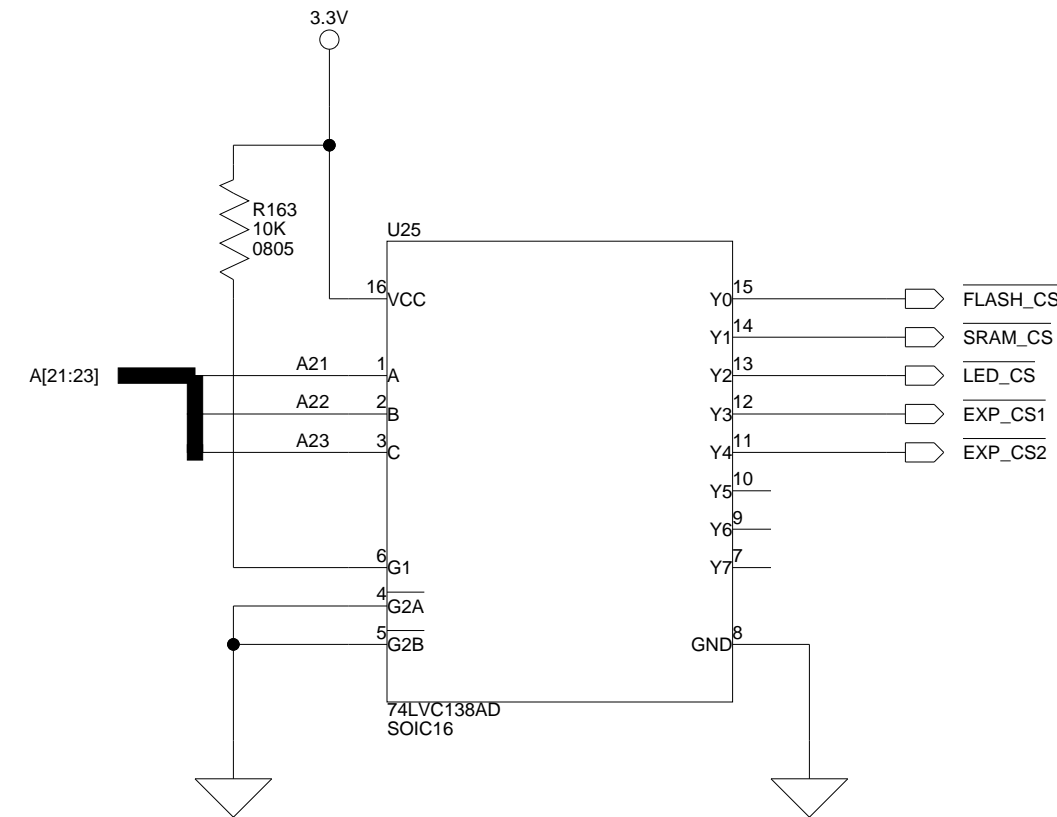 3.3V
R163
10K
0805
U25
16
VCC
Y0
15
FLASH_CS
Y1
14
SRAM_CS
A[21:23]
A21
1
A
Y2
13
LED_CS
A22
2
B
Y3
12
EXP_CS1
A23
3
C
Y4
11
EXP_CS2
Y5
10
Y6
9
6
G1
Y7
7
4
G2A
5
G2B
GND
8
74LVC138AD
SOIC16